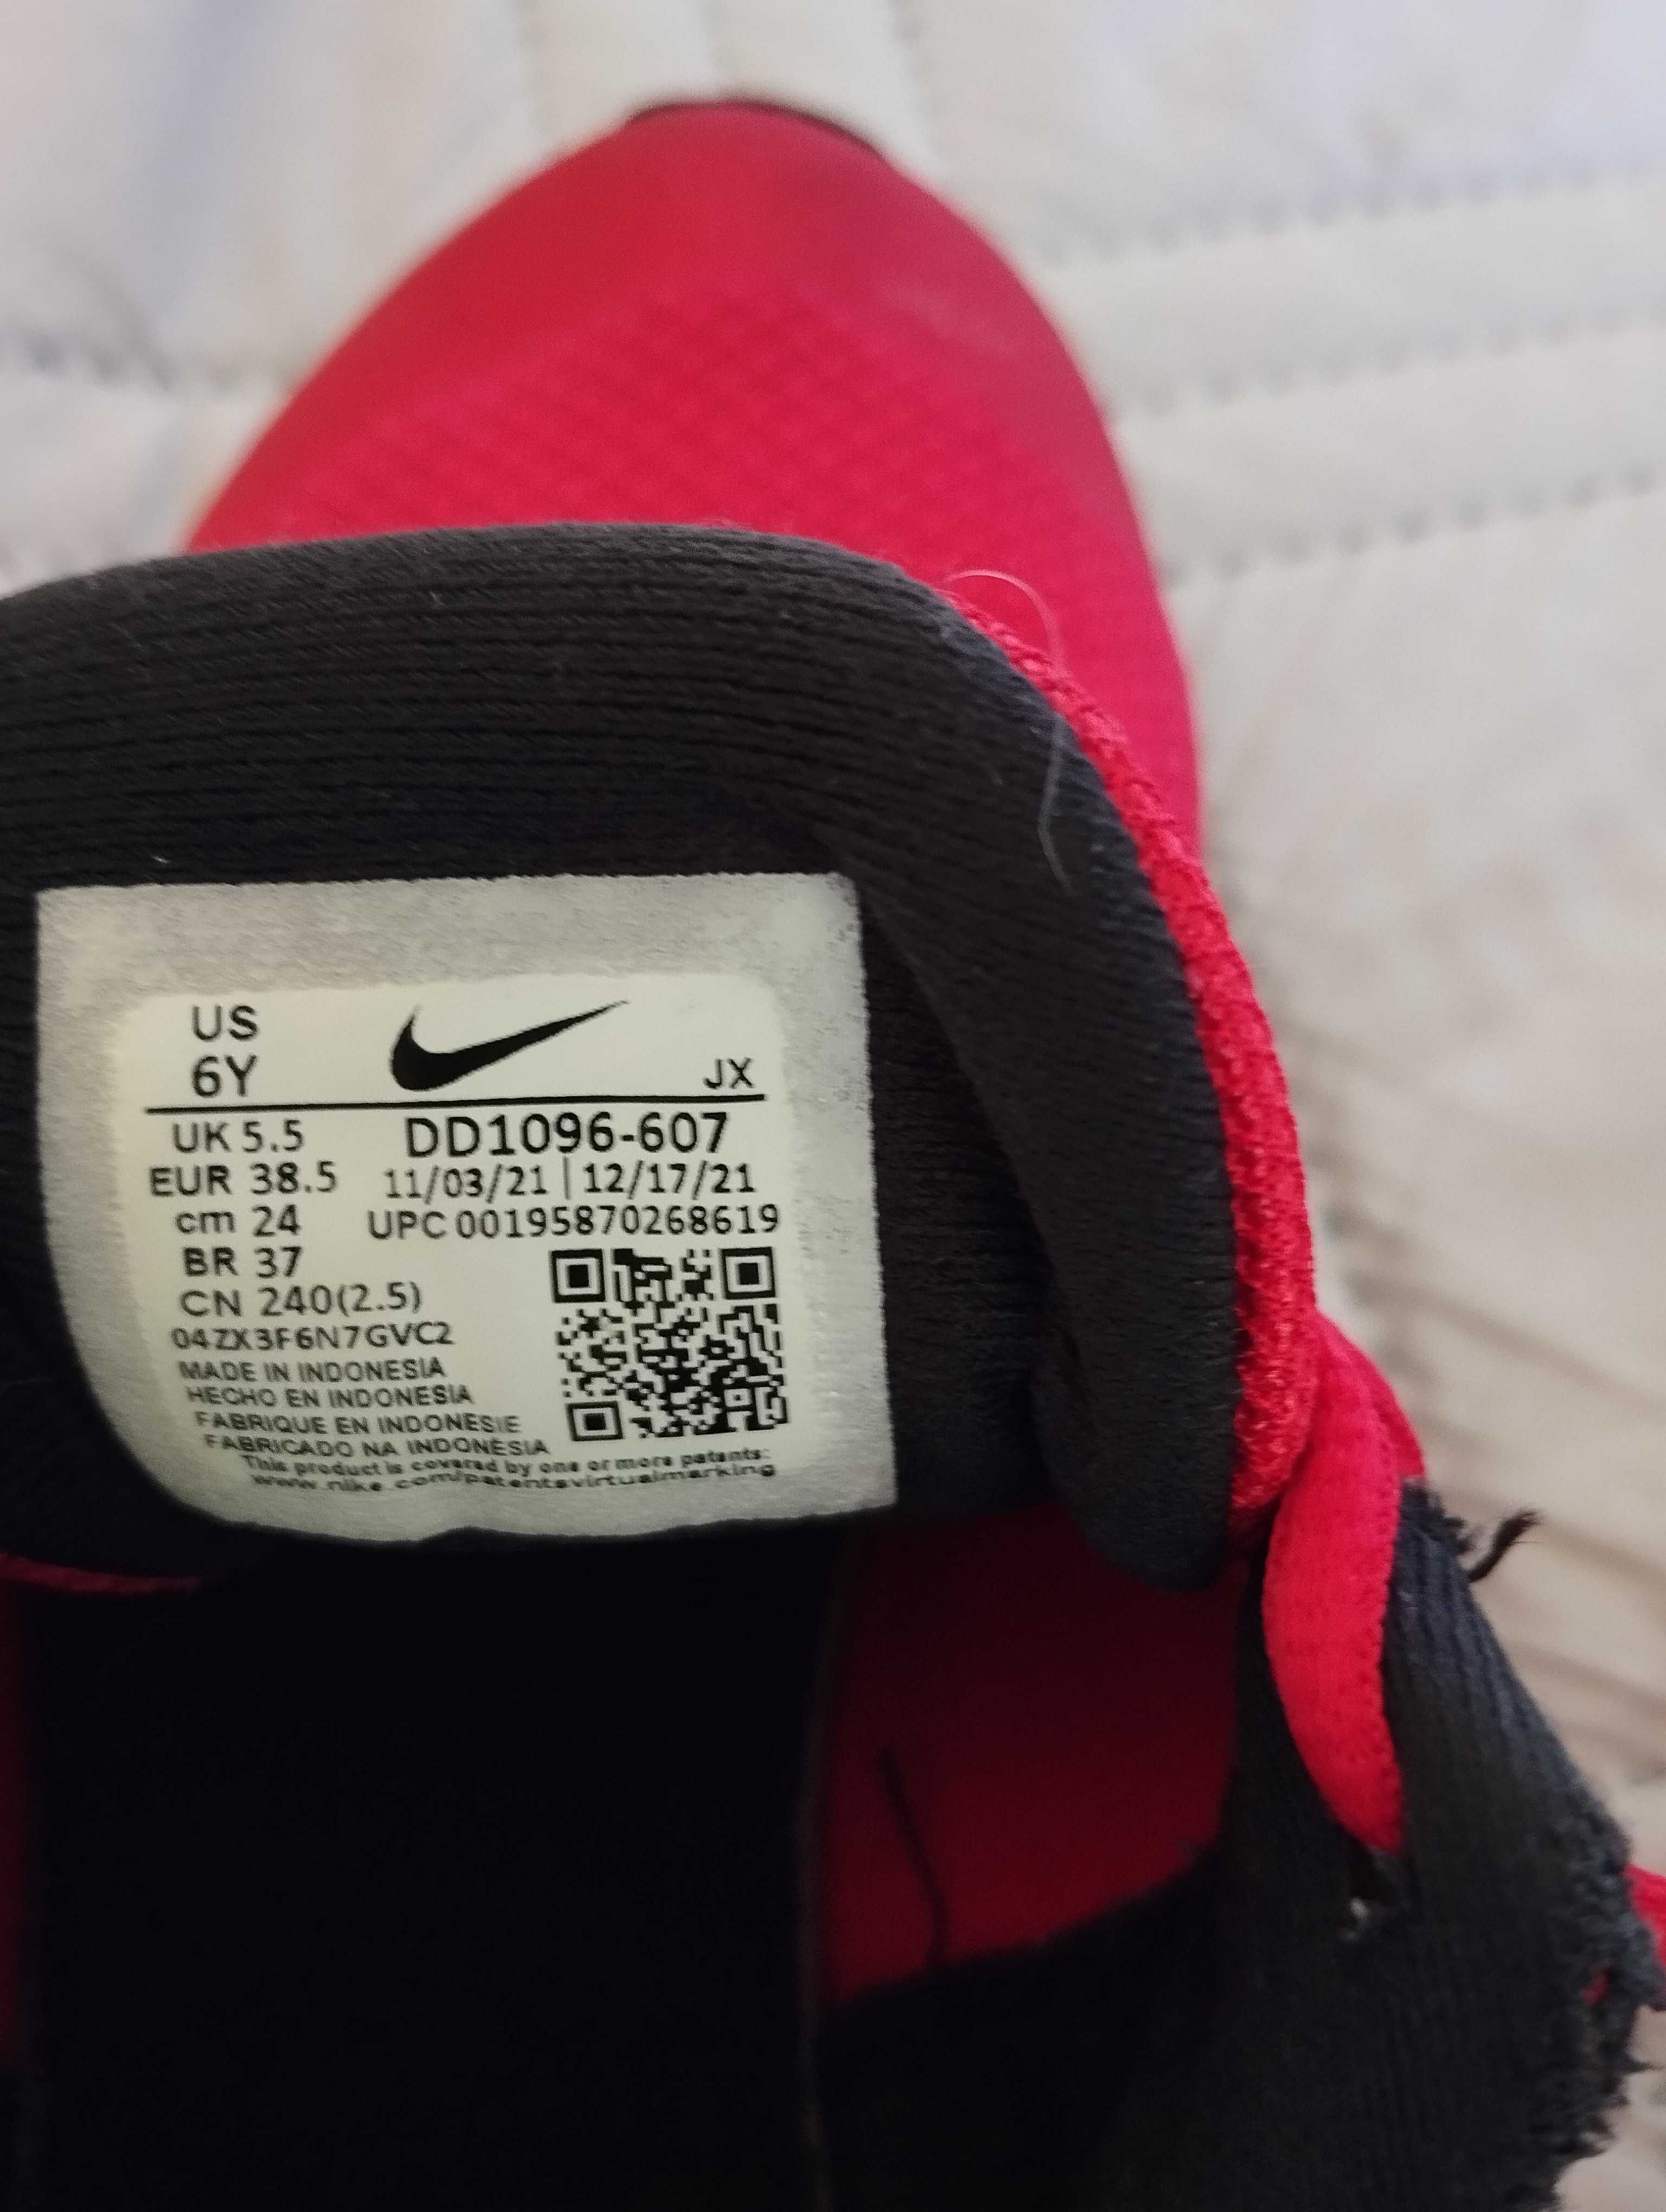 US
6Y
JX
UK 5.5
DD1096-607
EUR 38.5
11/03/21 | 12/17/21
cm 24
UPC 00195870268619
BR 37
CN 240(2.5)
04ZX3F6N7GVC2
MADE IN INDONESIA
HECHO EN INDONESIA
FABRIQUE EN INDONESIE
FABRICADO NA INDONESIA
This product is covered by one or more patents:
www.nike.com/patentsvirtualmarking